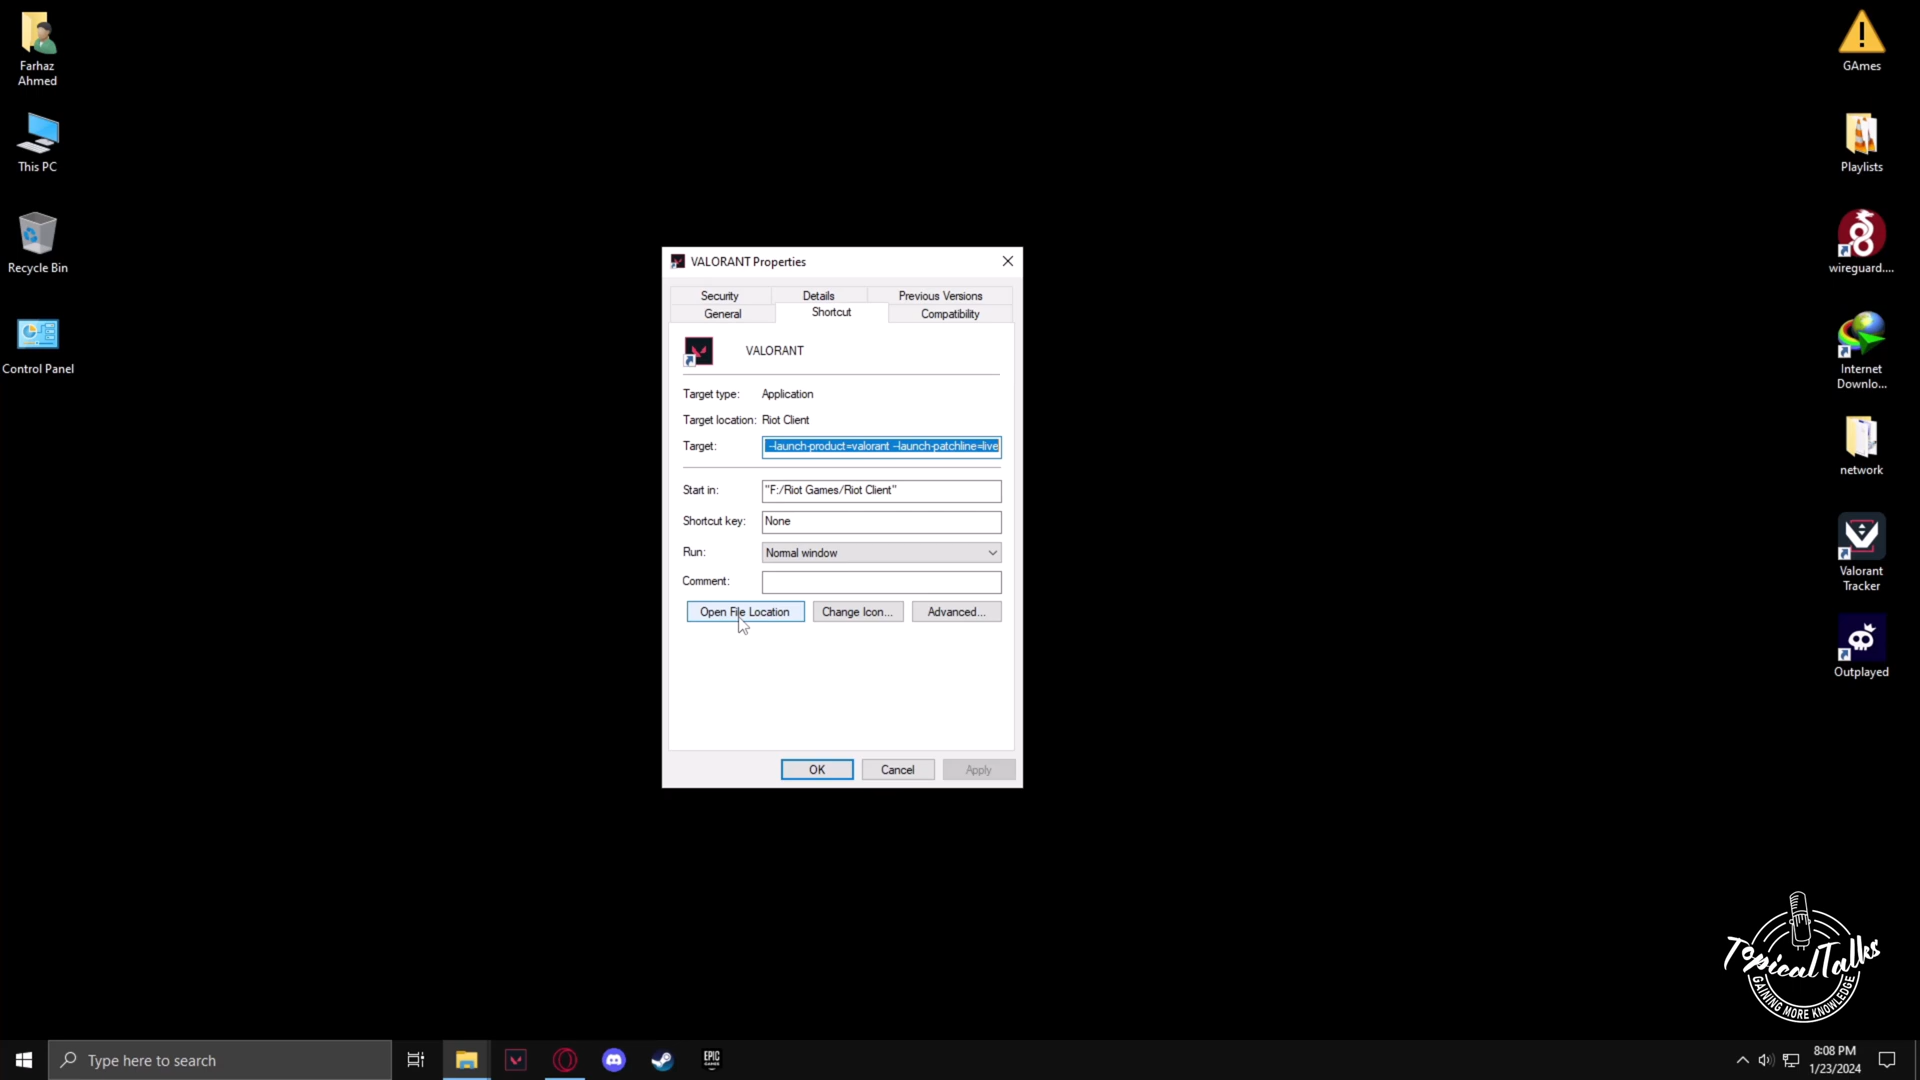 Farhaz
Ahmed
This PC
Recycle Bin
Control Panel
VALORANT Properties
Security
Details
Previous Versions
General
Shortcut
Compatibility
VALORANT
Target type: Application
Target location: Riot Client
Target: --launch-product=valorant --launch-patchline=live
Start in: "F:/Riot Games/Riot Client"
Shortcut key: None
Run: Normal window
Comment:
Open File Location
Change Icon...
Advanced...
OK
Cancel
Apply
GAmes
Playlists
wireguard....
Internet
Downlo...
network
Valorant
Tracker
Outplayed
TopicalTalks
GAINING MORE KNOWLEDGE
Type here to search
EPIC
GAMES
8:08 PM
1/23/2024